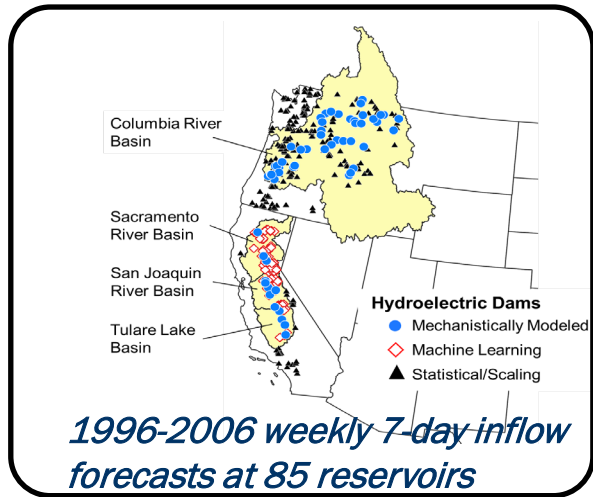 Columbia River
Basin
Sacramento
River Basin
San Joaquin
River Basin
Tulare Lake
Basin
Hydroelectric Dams
Mechanistically Modeled
Machine Learning
Statistical/Scaling
1996-2006 weekly 7-day inflow
forecasts at 85 reservoirs